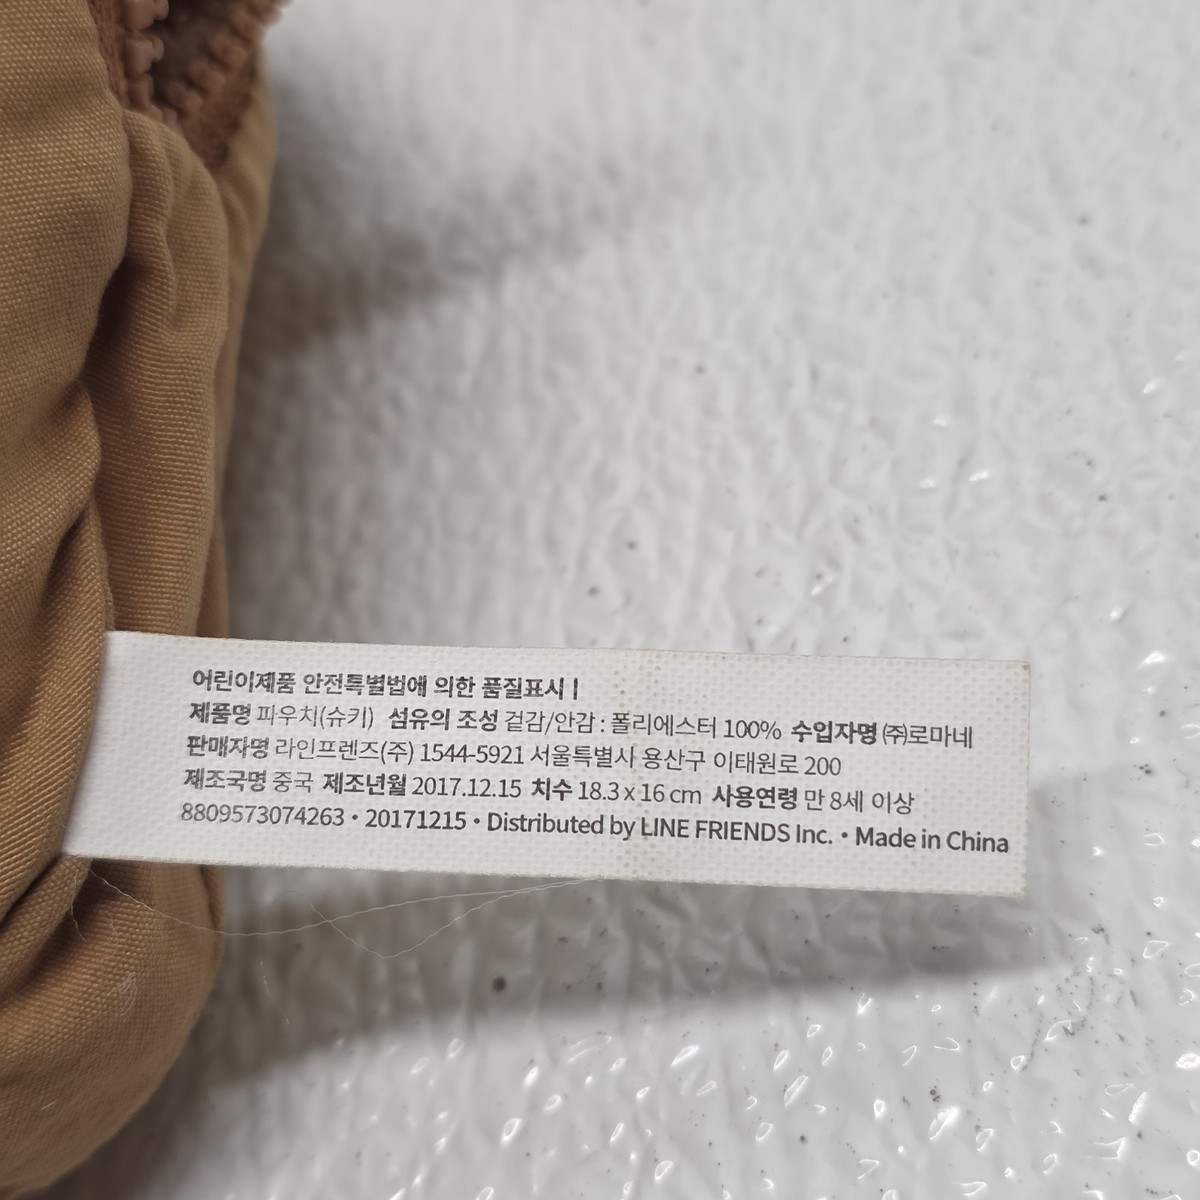 어린이제품 안전특별법에 의한 품질표시 |
제품명 파우치(슈키) 섬유의 조성 겉감/안감 : 폴리에스터 100% 수입자명 ㈜로마네
판매자명 라인프렌즈(주) 1544-5921 서울특별시 용산구 이태원로 200
제조국명 중국 제조년월 2017.12.15 치수 18.3 x 16 cm 사용연령 만 8세 이상
8809573074263 • 20171215 • Distributed by LINE FRIENDS Inc. • Made in China